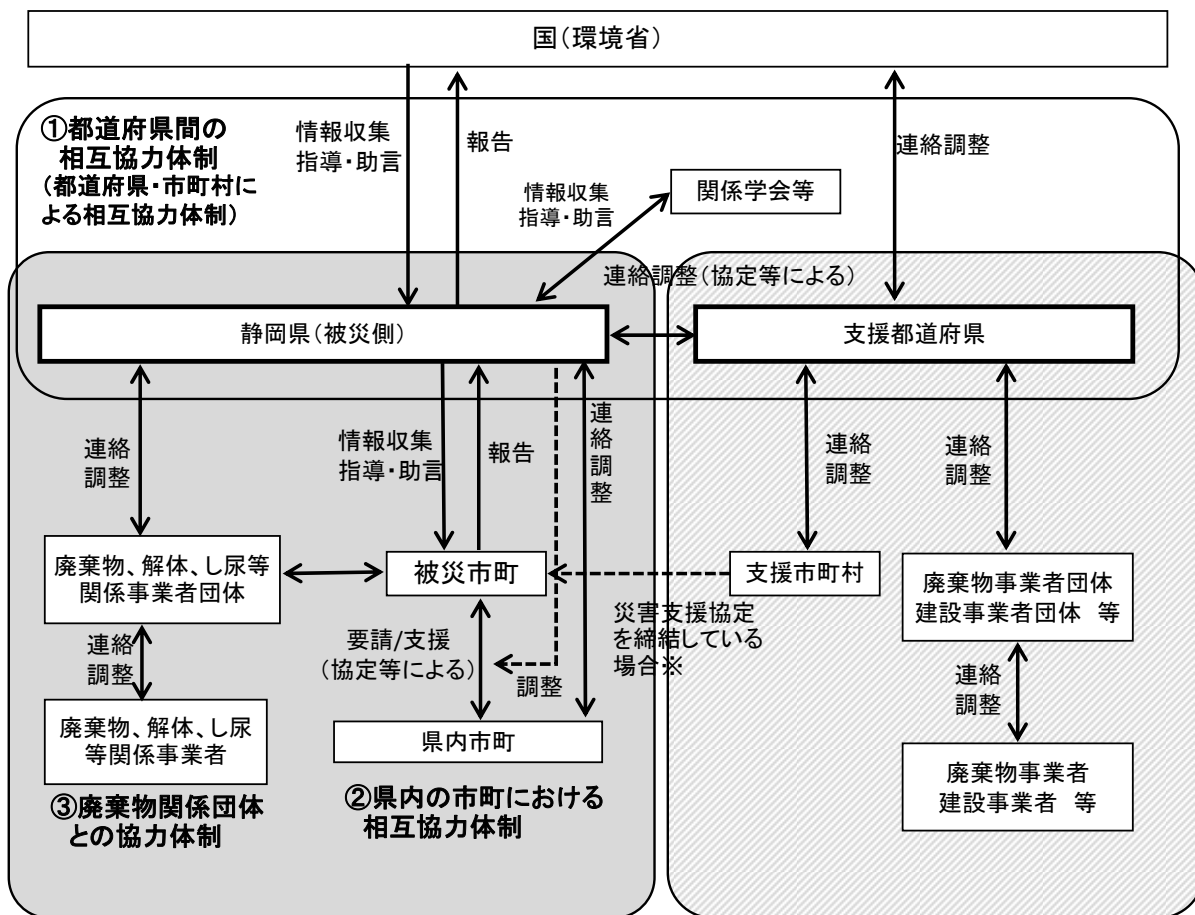 国(環境省)
①都道府県間の
相互協力体制
(都道府県・市町村に
よる相互協力体制)
情報収集
指導・助言
報告
連絡調整
情報収集
指導・助言
関係学会等
連絡調整(協定等による)
静岡県(被災側)
支援都道府県
連絡
調整
情報収集
指導・助言
報告
連
絡
調
整
連絡
調整
連絡
調整
廃棄物、解体、し尿等
関係事業者団体
被災市町
支援市町村
廃棄物事業者団体
建設事業者団体 等
災害支援協定
を締結している
場合※
連絡
調整
要請/支援
(協定等による)
調整
連絡
調整
廃棄物、解体、し尿
等関係事業者
県内市町
廃棄物事業者
建設事業者 等
③廃棄物関係団体
との協力体制
②県内の市町における
相互協力体制